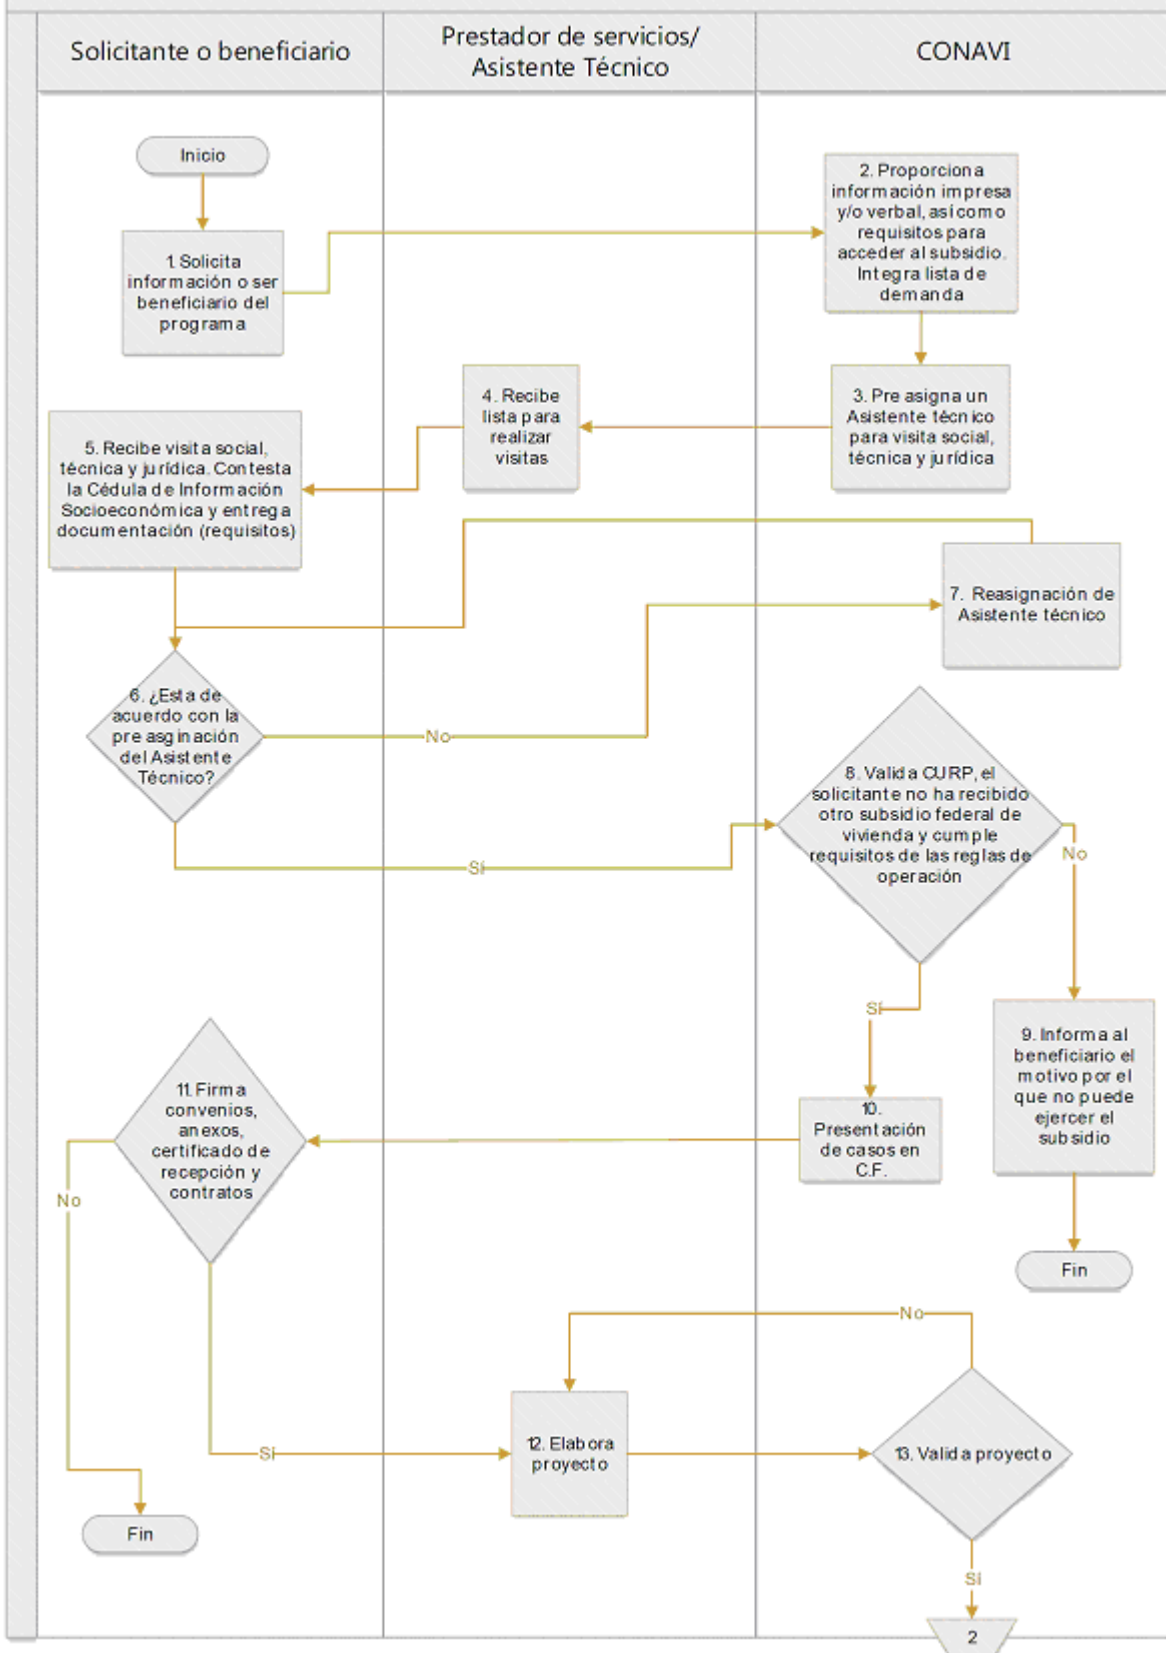 Solicitante o beneficiario
Prestador de servicios/
Asistente Técnico
CONAVI
Inicio
1. Solicita
información o ser
beneficiario del
programa
2. Proporciona
información impresa
y/o verbal, así como
requisitos para
acceder al subsidio.
Integra lista de
demanda
3. Pre asigna un
Asistente técnico
para visita social,
técnica y jurídica
4. Recibe
lista para
realizar
visitas
5. Recibe visita social,
técnica y jurídica. Contesta
la Cédula de Información
Socioeconómica y entrega
documentación (requisitos)
7. Reasignación de
Asistente técnico
6. ¿Esta de
acuerdo con la
pre asginación
del Asistente
Técnico?
No
Sí
8. Valida CURP, el
solicitante no ha recibido
otro subsidio federal de
vivienda y cumple
requisitos de las reglas de
operación
No
Sí
9. Informa al
beneficiario el
motivo por el
que no puede
ejercer el
subsidio
Fin
10.
Presentación
de casos en
C.F.
11. Firma
convenios,
anexos,
certificado de
recepción y
contratos
No
Sí
Fin
12. Elabora
proyecto
No
13. Valida proyecto
Sí
2